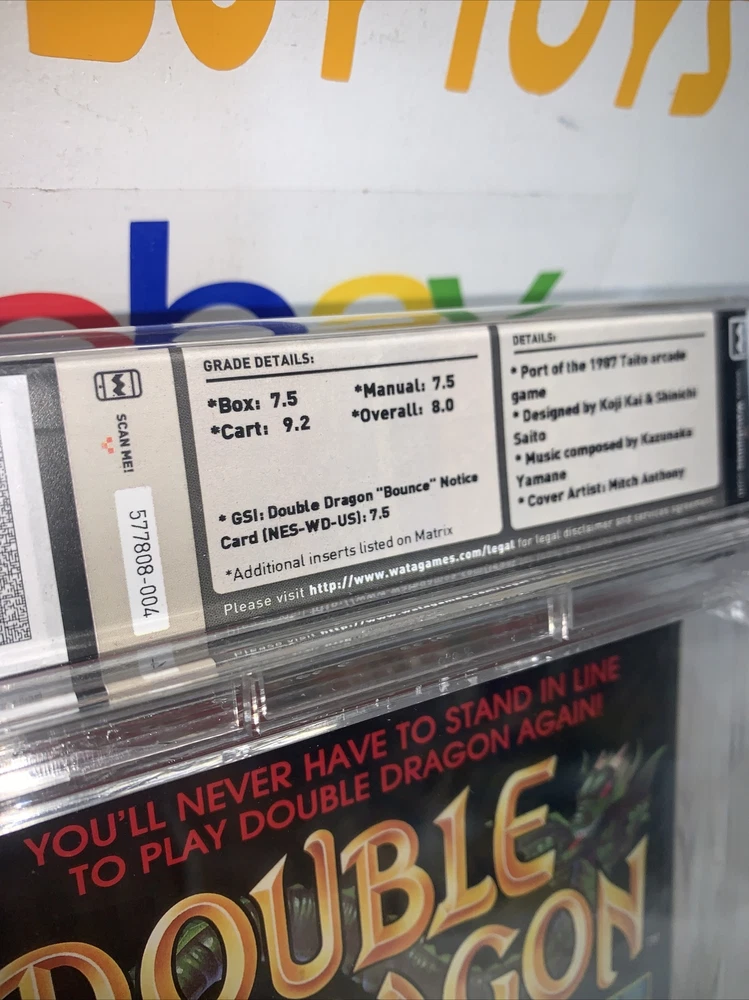 BUY TOYS
ebay
SCAN ME!
577808-004
GRADE DETAILS:
*Box: 7.5
*Manual: 7.5
*Cart: 9.2
*Overall: 8.0
* GSI: Double Dragon "Bounce" Notice
Card (NES-WD-US): 7.5
*Additional inserts listed on Matrix
DETAILS:
* Port of the 1987 Taito arcade
game
* Designed by Koji Kai & Shinichi
Saito
* Music composed by Kazunaka
Yamane
* Cover Artist: Mitch Anthony
Please visit http://www.watagames.com/legal for legal disclaimer and services agreement
YOU'LL NEVER HAVE TO STAND IN LINE
TO PLAY DOUBLE DRAGON AGAIN!
DOUBLE
AGON